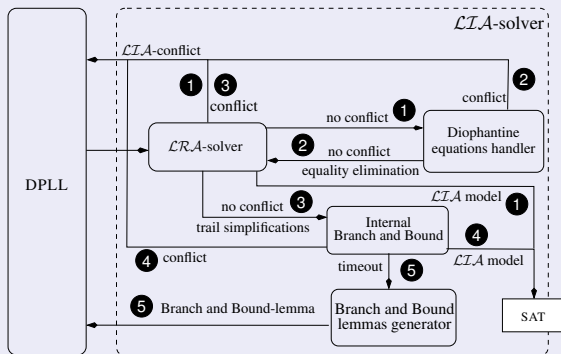 LIA-solver
LIA-conflict
1
3
2
conflict
conflict
no conflict
1
2
no conflict
equality elimination
LRA-solver
Diophantine
equations handler
DPLL
no conflict
3
trail simplifications
LIA model
1
Internal
Branch and Bound
4
conflict
4
LIA model
timeout
5
5
Branch and Bound-lemma
Branch and Bound
lemmas generator
SAT